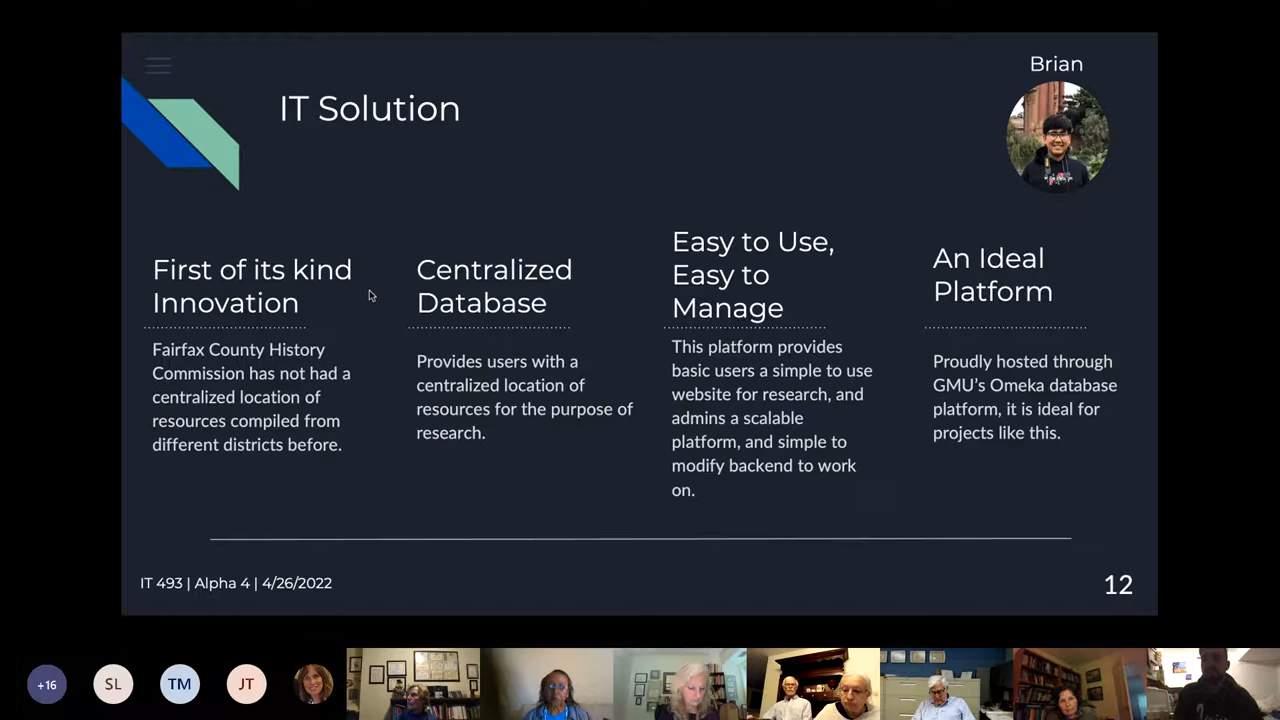 Brian
IT Solution
First of its kind
Innovation
Fairfax County History
Commission has not had a
centralized location of
resources compiled from
different districts before.
Centralized
Database
Provides users with a
centralized location of
resources for the purpose of
research.
Easy to Use,
Easy to
Manage
This platform provides
basic users a simple to use
website for research, and
admins a scalable
platform, and simple to
modify backend to work
on.
An Ideal
Platform
Proudly hosted through
GMU’s Omeka database
platform, it is ideal for
projects like this.
IT 493 | Alpha 4 | 4/26/2022
12
+16
SL
TM
JT